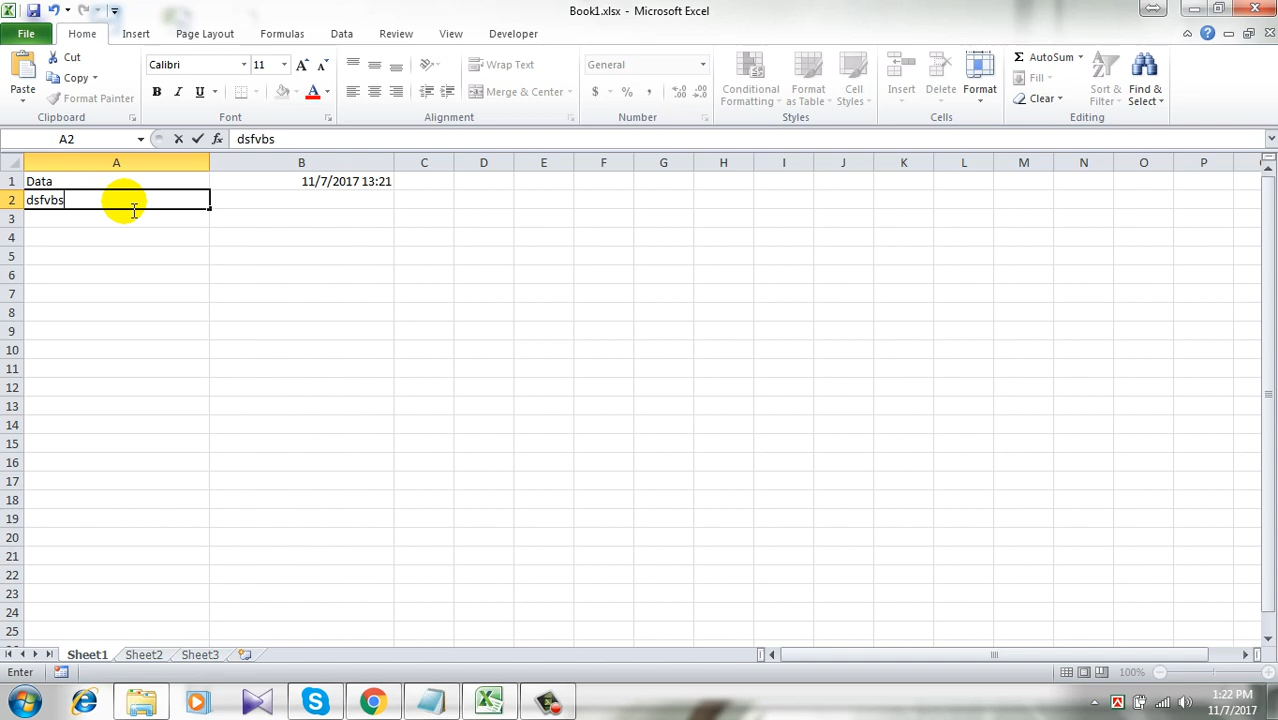 Book1.xlsx - Microsoft Excel
File Home Insert Page Layout Formulas Data Review View Developer
Paste
Cut
Copy
Format Painter
Clipboard
Calibri 11
B I U
Font
Wrap Text
Merge & Center
Alignment
General
$ % ,
Number
Conditional Formatting
Format as Table
Cell Styles
Styles
Insert Delete Format
Cells
Σ AutoSum
Fill
Clear
Sort & Filter
Find & Select
Editing
A2 fx dsfvbs
A B C D E F G H I J K L M N O P
1 Data 11/7/2017 13:21
2 dsfvbs
3
4
5
6
7
8
9
10
11
12
13
14
15
16
17
18
19
20
21
22
23
24
25
Sheet1 Sheet2 Sheet3
Enter 100%
1:22 PM
11/7/2017